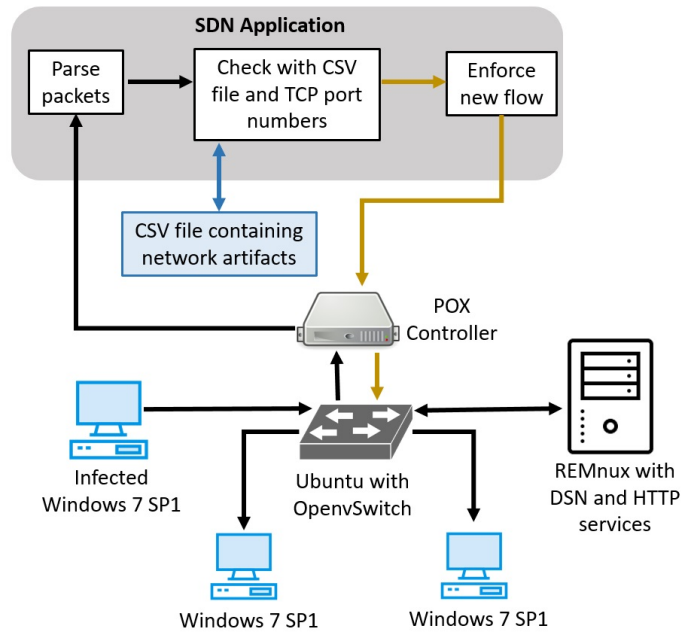 SDN Application
Parse
packets
Check with CSV
file and TCP port
numbers
Enforce
new flow
CSV file containing
network artifacts
POX
Controller
Infected
Windows 7 SP1
Ubuntu with
OpenvSwitch
REMnux with
DSN and HTTP
services
Windows 7 SP1
Windows 7 SP1